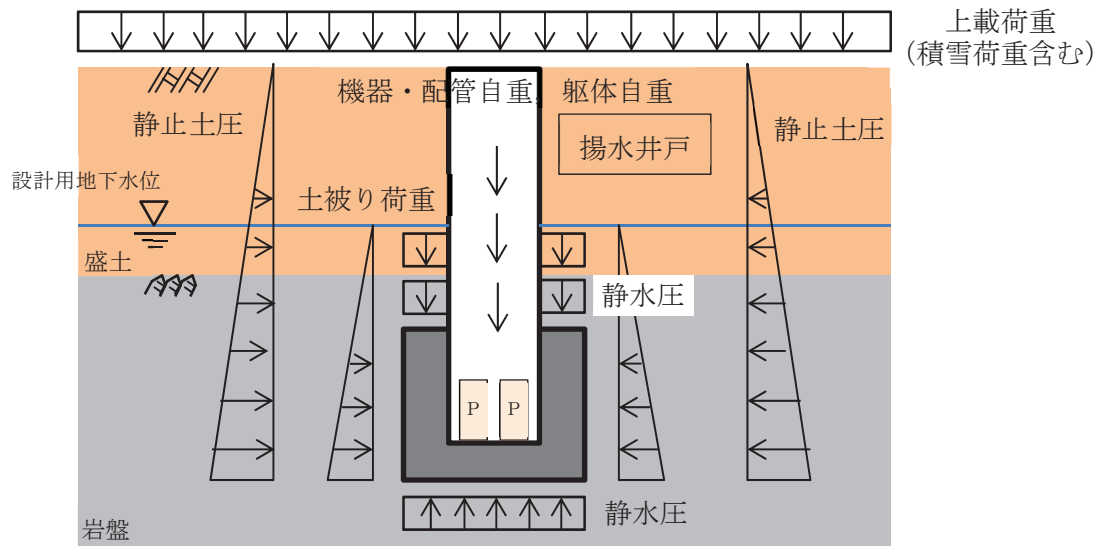 上載荷重
(積雪荷重含む)
機器・配管自重，躯体自重
静止土圧
揚水井戸
静止土圧
設計用地下水位
土被り荷重
盛土
静水圧
P
P
静水圧
岩盤